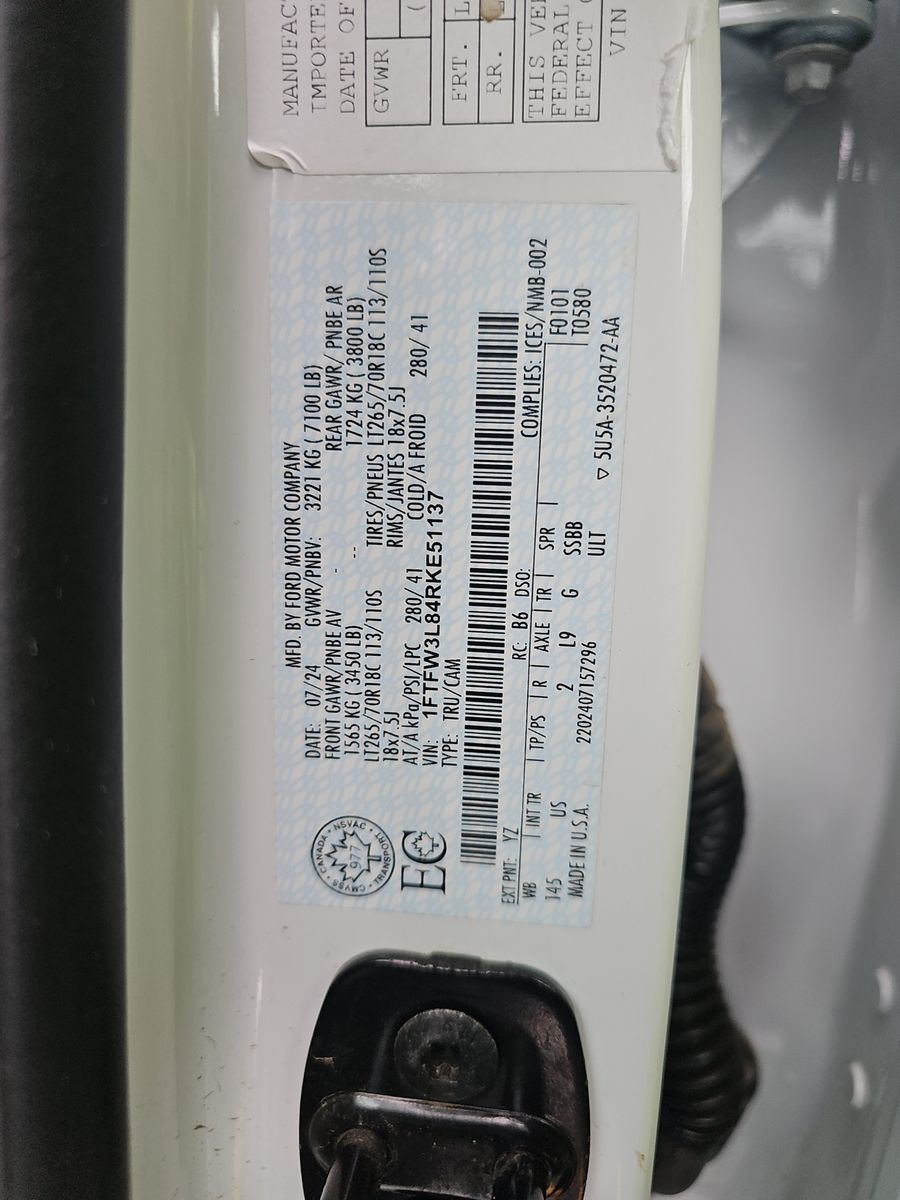 MANUFAC
IMPORTE
DATE OF
GVWR
(
FRT.
RR.
THIS VE
FEDERAL
EFFECT
VIN
MFD. BY FORD MOTOR COMPANY
DATE: 07/24 GVWR/PNBV: 3221 KG ( 7100 LB)
FRONT GAWR/PNBE AV - REAR GAWR/ PNBE AR
1565 KG ( 3450 LB) -- 1724 KG ( 3800 LB)
LT265/70R18C 113/110S TIRES/PNEUS LT265/70R18C 113/110S
18x7.5J RIMS/JANTES 18x7.5J
AT/A kPa/PSI/LPC 280/ 41 COLD/A FROID 280/ 41
VIN: 1FTFW3L84RKE51137
TYPE: TRU/CAM
CANADA • NSVAC • TRANSPORT • CMVSS •
977
EC
EXT PNT: YZ RC: B6 DSO: COMPLIES: ICES/NMB-002
WB | INT TR | TP/PS | R | AXLE | TR | SPR | F0101
145 US 2 L9 G SSBB T0580
MADE IN U.S.A. 2202407157296 ULT ▽ 5U5A-3520472-AA